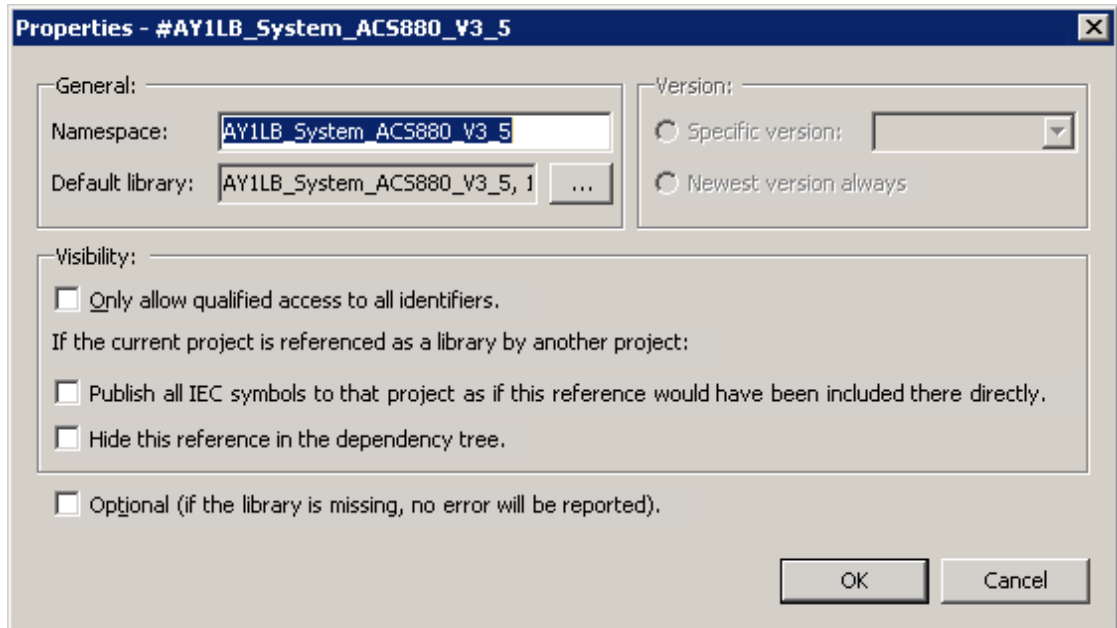 Properties - #AY1LB_System_ACS880_V3_5
General:
Namespace: AY1LB_System_ACS880_V3_5
Default library: AY1LB_System_ACS880_V3_5, 1 ...
Version:
Specific version:
Newest version always
Visibility:
Only allow qualified access to all identifiers.
If the current project is referenced as a library by another project:
Publish all IEC symbols to that project as if this reference would have been included there directly.
Hide this reference in the dependency tree.
Optional (if the library is missing, no error will be reported).
OK Cancel